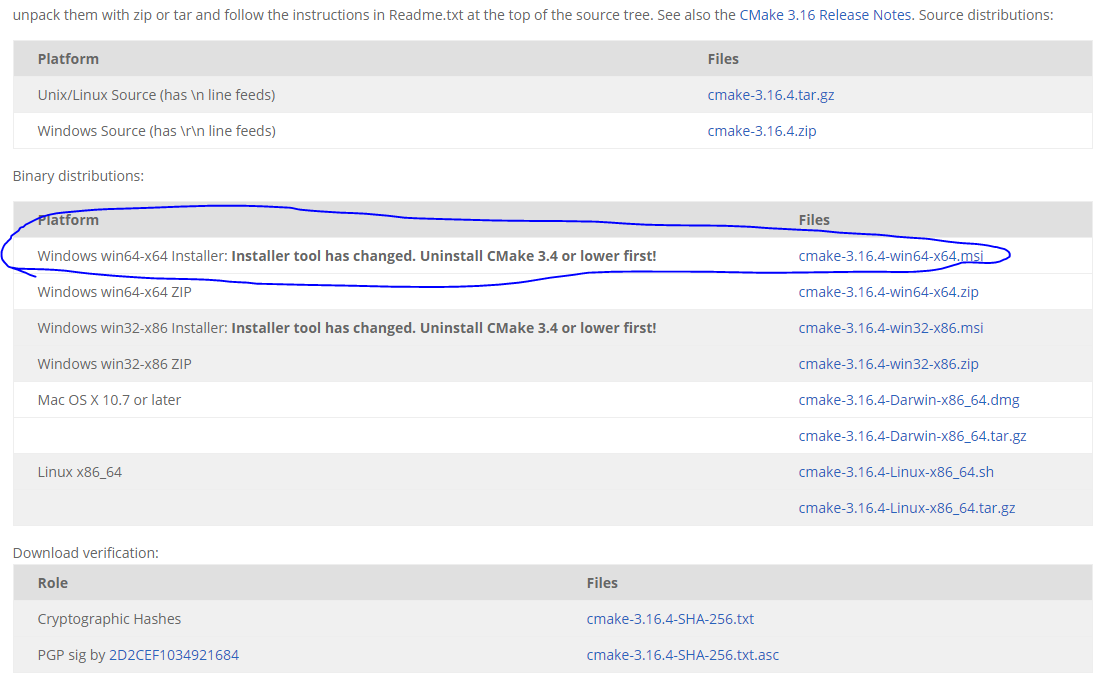 unpack them with zip or tar and follow the instructions in Readme.txt at the top of the source tree. See also the CMake 3.16 Release Notes. Source distributions:
Platform Files
Unix/Linux Source (has \n line feeds) cmake-3.16.4.tar.gz
Windows Source (has \r\n line feeds) cmake-3.16.4.zip
Binary distributions:
Platform Files
Windows win64-x64 Installer: Installer tool has changed. Uninstall CMake 3.4 or lower first! cmake-3.16.4-win64-x64.msi
Windows win64-x64 ZIP cmake-3.16.4-win64-x64.zip
Windows win32-x86 Installer: Installer tool has changed. Uninstall CMake 3.4 or lower first! cmake-3.16.4-win32-x86.msi
Windows win32-x86 ZIP cmake-3.16.4-win32-x86.zip
Mac OS X 10.7 or later cmake-3.16.4-Darwin-x86_64.dmg
cmake-3.16.4-Darwin-x86_64.tar.gz
Linux x86_64 cmake-3.16.4-Linux-x86_64.sh
cmake-3.16.4-Linux-x86_64.tar.gz
Download verification:
Role Files
Cryptographic Hashes cmake-3.16.4-SHA-256.txt
PGP sig by 2D2CEF1034921684 cmake-3.16.4-SHA-256.txt.asc